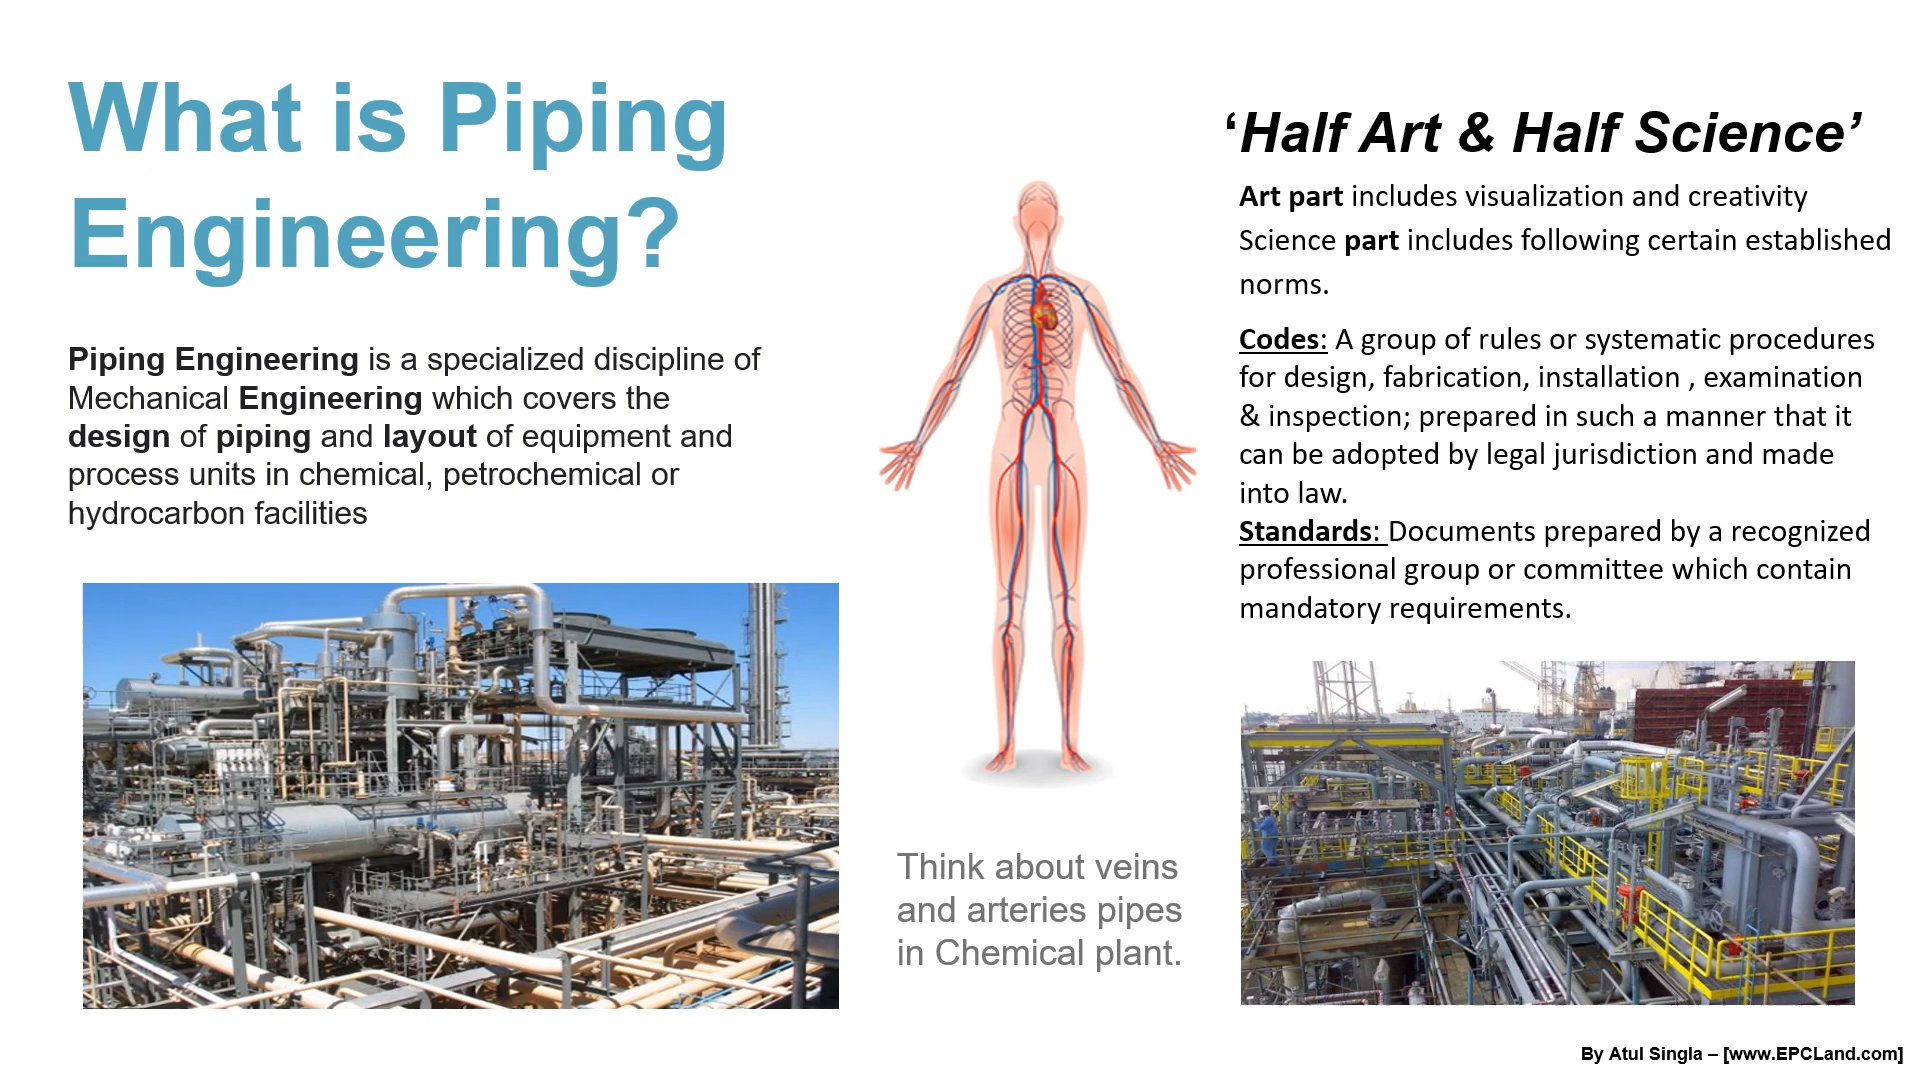 What is Piping
Engineering?
Piping Engineering is a specialized discipline of
Mechanical Engineering which covers the
design of piping and layout of equipment and
process units in chemical, petrochemical or
hydrocarbon facilities
Think about veins
and arteries pipes
in Chemical plant.
‘Half Art & Half Science’
Art part includes visualization and creativity
Science part includes following certain established
norms.
Codes: A group of rules or systematic procedures
for design, fabrication, installation , examination
& inspection; prepared in such a manner that it
can be adopted by legal jurisdiction and made
into law.
Standards: Documents prepared by a recognized
professional group or committee which contain
mandatory requirements.
By Atul Singla – [www.EPCLand.com]